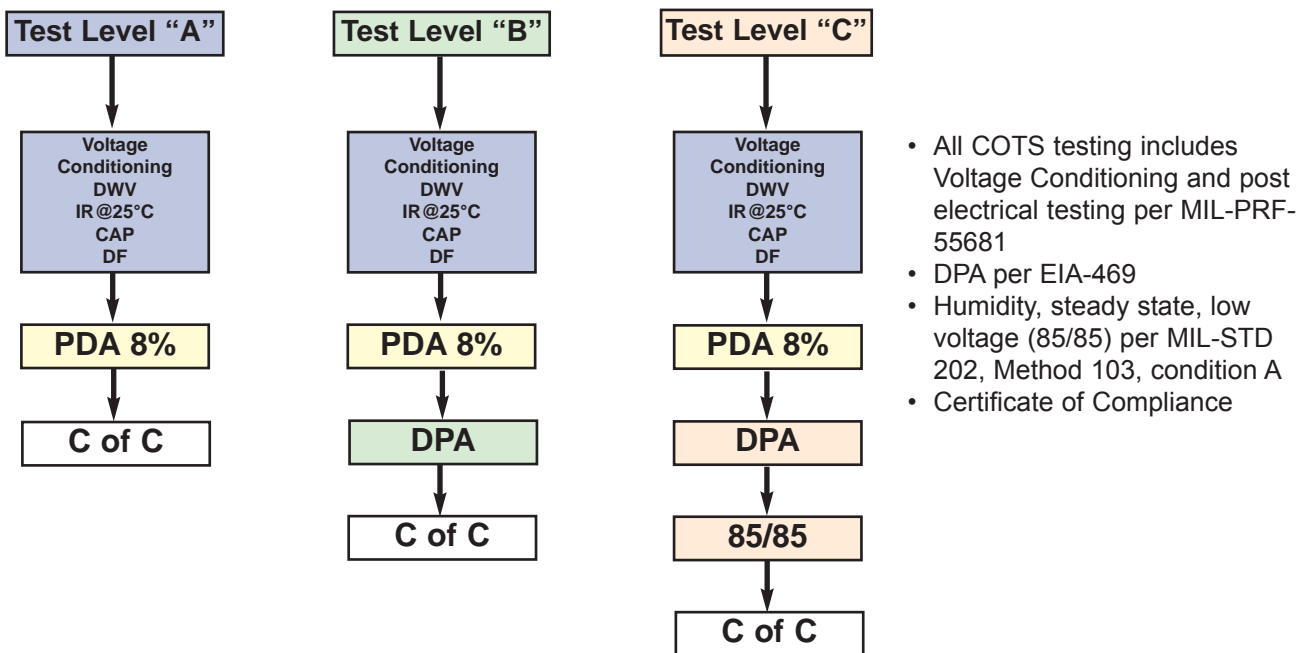 Test Level “A”
Voltage
Conditioning
DWV
IR@25°C
CAP
DF
PDA 8%
C of C
Test Level “B”
Voltage
Conditioning
DWV
IR@25°C
CAP
DF
PDA 8%
DPA
C of C
Test Level “C”
Voltage
Conditioning
DWV
IR@25°C
CAP
DF
PDA 8%
DPA
85/85
C of C
• All COTS testing includes
Voltage Conditioning and post
electrical testing per MIL-PRF-
55681
• DPA per EIA-469
• Humidity, steady state, low
voltage (85/85) per MIL-STD
202, Method 103, condition A
• Certificate of Compliance